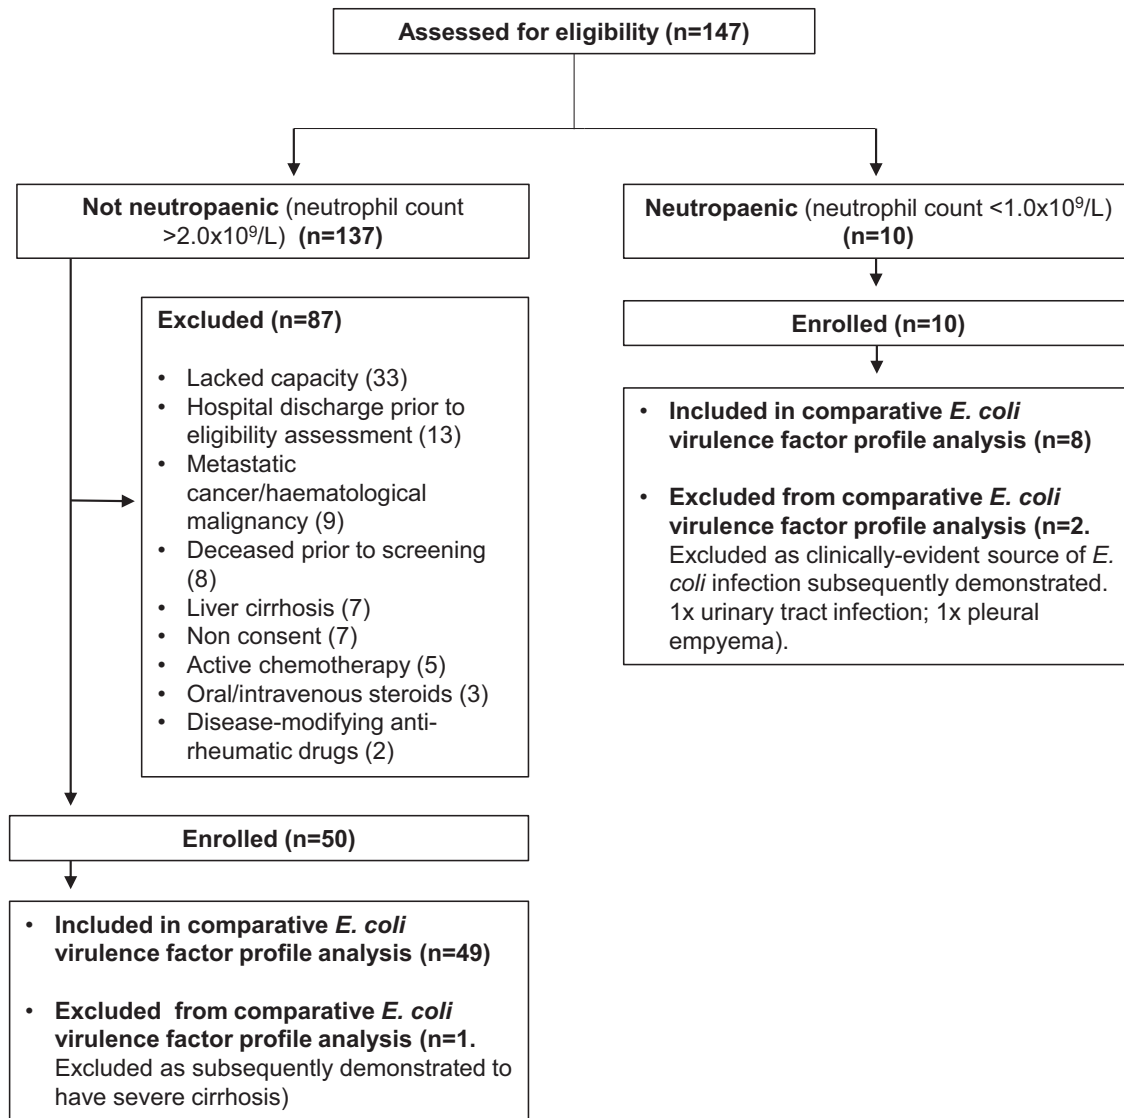 Assessed for eligibility (n=147)
Not neutropaenic (neutrophil count
>2.0x10⁹/L) (n=137)
Neutropaenic (neutrophil count <1.0x10⁹/L)
(n=10)
Excluded (n=87)
• Lacked capacity (33)
• Hospital discharge prior to
eligibility assessment (13)
• Metastatic
cancer/haematological
malignancy (9)
• Deceased prior to screening
(8)
• Liver cirrhosis (7)
• Non consent (7)
• Active chemotherapy (5)
• Oral/intravenous steroids (3)
• Disease-modifying anti-
rheumatic drugs (2)
Enrolled (n=10)
• Included in comparative E. coli
virulence factor profile analysis (n=8)
• Excluded from comparative E. coli
virulence factor profile analysis (n=2.
Excluded as clinically-evident source of E.
coli infection subsequently demonstrated.
1x urinary tract infection; 1x pleural
empyema).
Enrolled (n=50)
• Included in comparative E. coli
virulence factor profile analysis (n=49)
• Excluded from comparative E. coli
virulence factor profile analysis (n=1.
Excluded as subsequently demonstrated to
have severe cirrhosis)